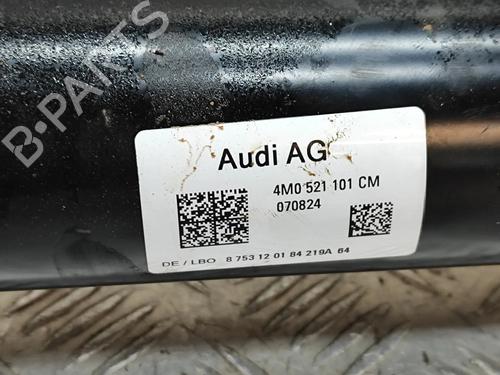 B-PARTS
Audi AG
4M0 521 101 CM
070824
DE / LBO 8 753 12 01 84 219A 64